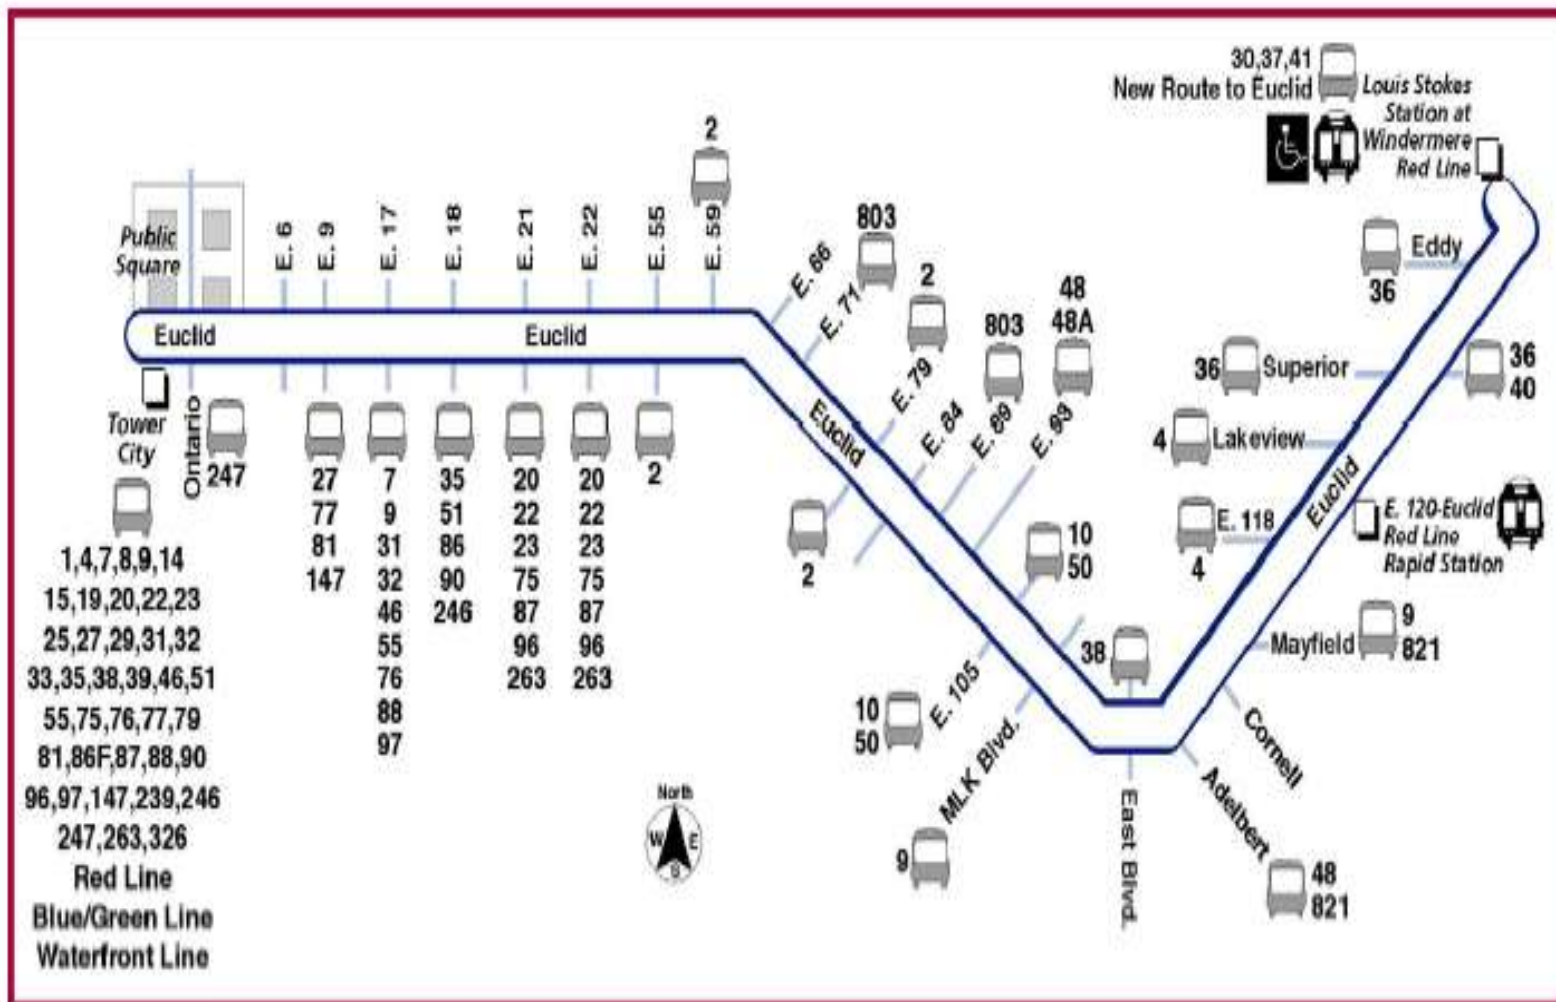 30,37,41
New Route to Euclid
Louis Stokes
Station at
Windermere
Red Line
Public
Square
E. 6
E. 9
E. 17
E. 18
E. 21
E. 22
E. 55
E. 59
2
E. 66
E. 71
803
E. 79
2
E. 84
E. 89
803
E. 93
48
48A
Eddy
36
Euclid
Euclid
Euclid
Euclid
Superior
36
36
40
Lakeview
4
E. 118
4
E. 120-Euclid
Red Line
Rapid Station
Tower
City
Ontario
247
27
77
81
147
7
9
31
32
46
55
76
88
97
35
51
86
90
246
20
22
23
75
87
96
263
20
22
23
75
87
96
263
2
2
10
50
10
50
E. 105
MLK Blvd.
9
38
East Blvd.
Mayfield
9
821
Cornell
Adelbert
48
821
1,4,7,8,9,14
15,19,20,22,23
25,27,29,31,32
33,35,38,39,46,51
55,75,76,77,79
81,86F,87,88,90
96,97,147,239,246
247,263,326
Red Line
Blue/Green Line
Waterfront Line
North
W
E
S